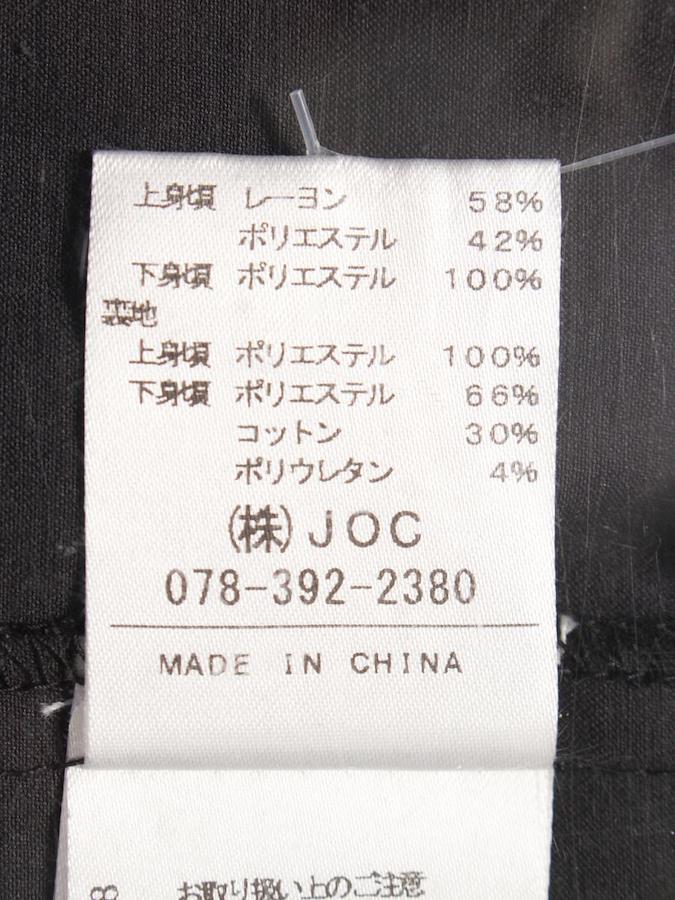 上身頃 レーヨン 58%
ポリエステル 42%
下身頃 ポリエステル 100%
裏地
上身頃 ポリエステル 100%
下身頃 ポリエステル 66%
コットン 30%
ポリウレタン 4%
(株)JOC
078-392-2380
MADE IN CHINA
8 お取り扱い上のご注意